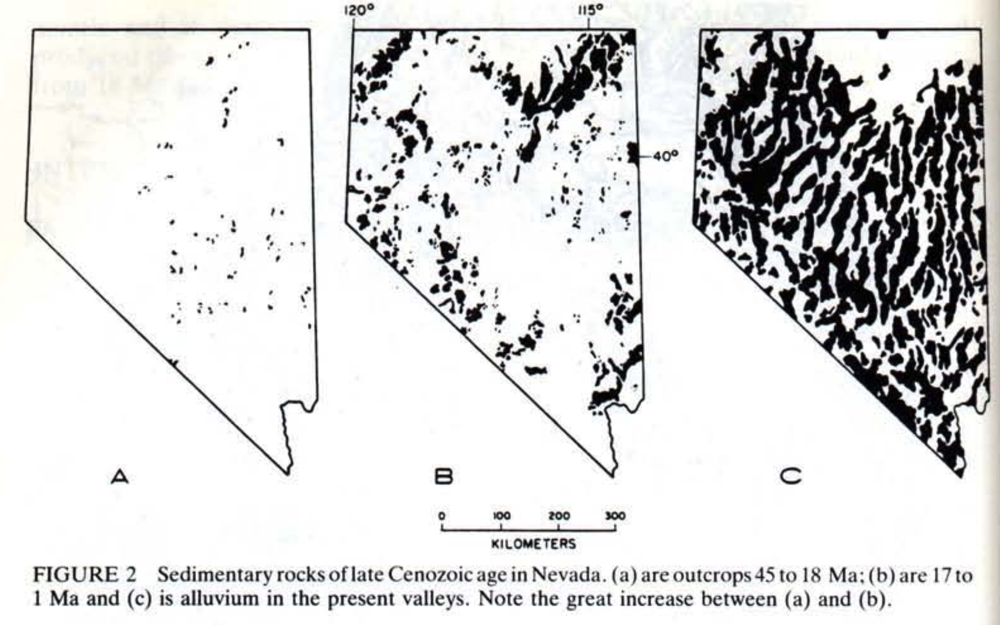 120° 115°
40°
A B C
0 100 200 300
KILOMETERS
FIGURE 2 Sedimentary rocks of late Cenozoic age in Nevada. (a) are outcrops 45 to 18 Ma; (b) are 17 to
1 Ma and (c) is alluvium in the present valleys. Note the great increase between (a) and (b).